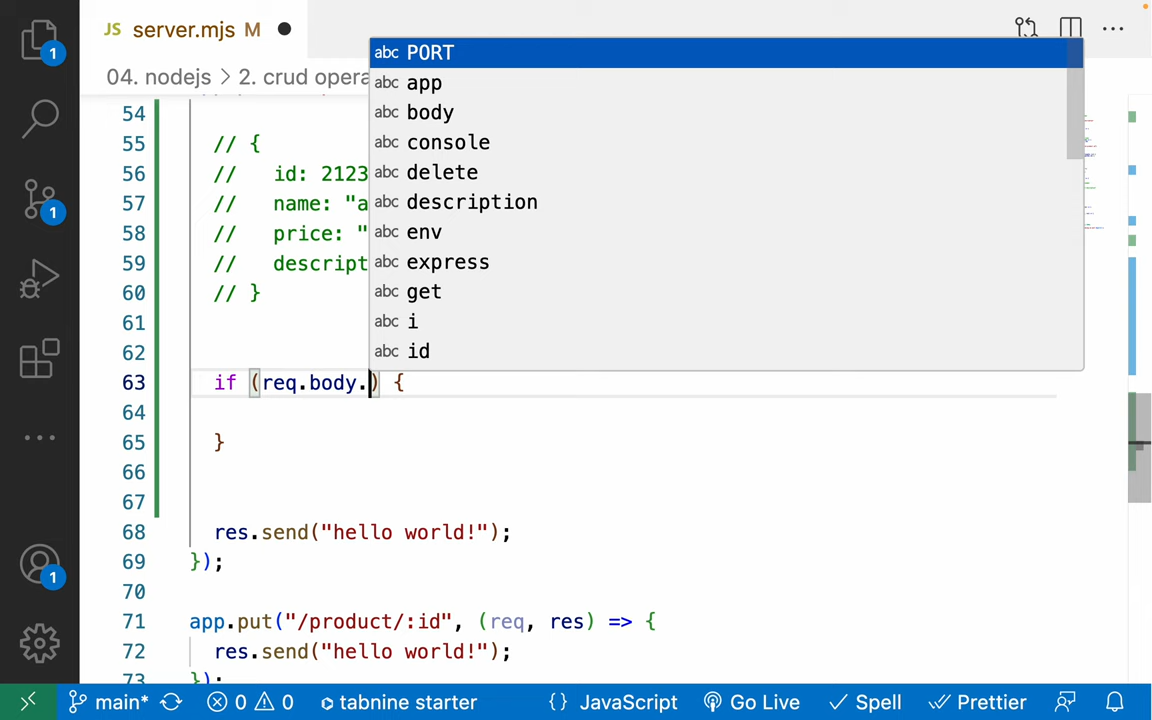 JS server.mjs M
04. nodejs > 2. crud opera
abc PORT
abc app
abc body
abc console
abc delete
abc description
abc env
abc express
abc get
abc i
abc id
54
55 // {
56 // id: 2123
57 // name: "a
58 // price: "
59 // descript
60 // }
61
62
63 if (req.body.) {
64
65 }
66
67
68 res.send("hello world!");
69 });
70
71 app.put("/product/:id", (req, res) => {
72 res.send("hello world!");
73 });
1
1
1
main* 0 0 tabnine starter {} JavaScript Go Live Spell Prettier